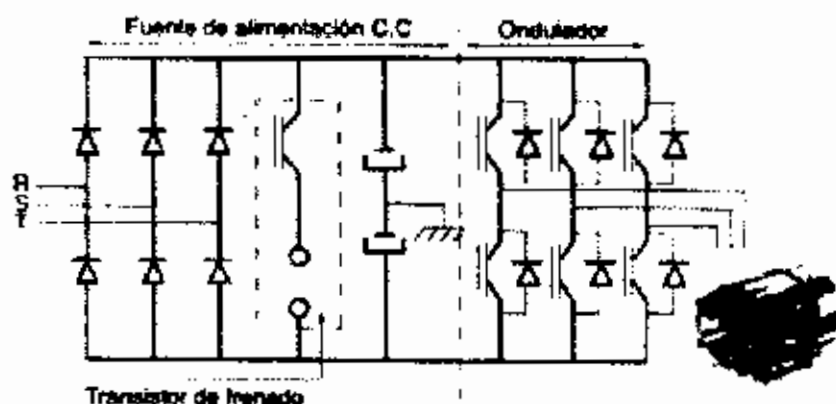 Fuente de alimentación C.C
Ondulador
R
S
T
Transistor de frenado